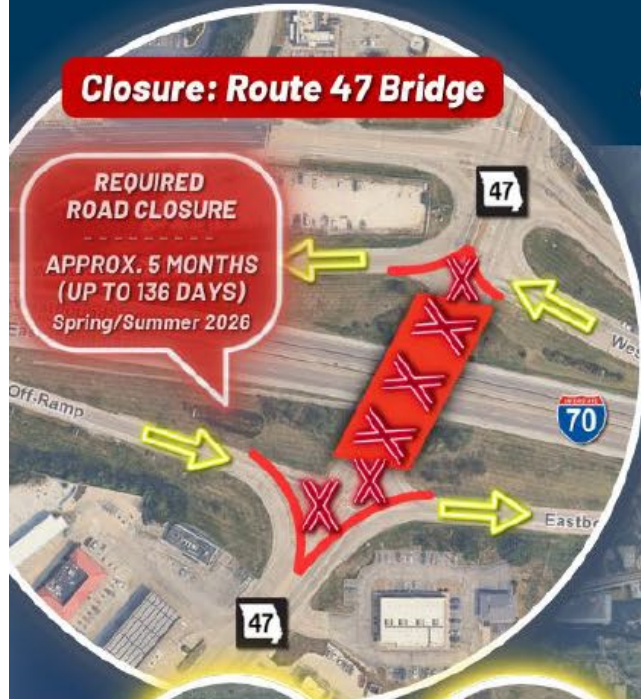 Closure: Route 47 Bridge
47
REQUIRED
ROAD CLOSURE
APPROX. 5 MONTHS
(UP TO 136 DAYS)
Spring/Summer 2026
Off-Ramp
INTERSTATE
70
47